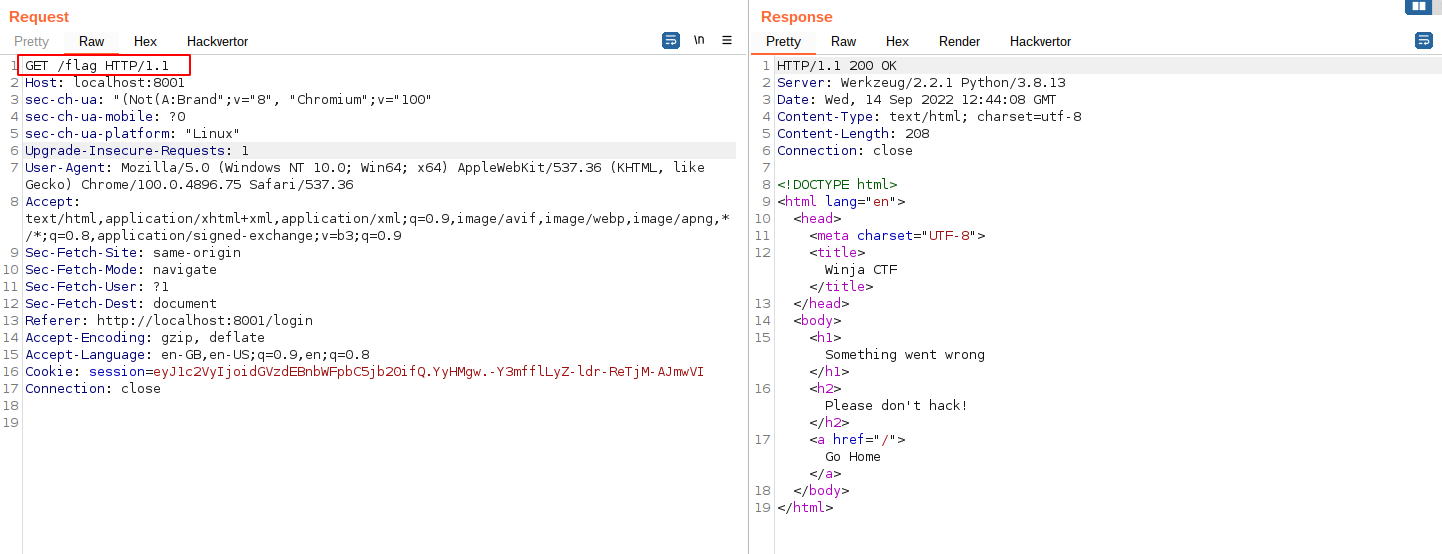 Request
Pretty Raw Hex Hackvertor \n
1 GET /flag HTTP/1.1
2 Host: localhost:8001
3 sec-ch-ua: "(Not(A:Brand";v="8", "Chromium";v="100"
4 sec-ch-ua-mobile: ?0
5 sec-ch-ua-platform: "Linux"
6 Upgrade-Insecure-Requests: 1
7 User-Agent: Mozilla/5.0 (Windows NT 10.0; Win64; x64) AppleWebKit/537.36 (KHTML, like
Gecko) Chrome/100.0.4896.75 Safari/537.36
8 Accept:
text/html,application/xhtml+xml,application/xml;q=0.9,image/avif,image/webp,image/apng,*
/*;q=0.8,application/signed-exchange;v=b3;q=0.9
9 Sec-Fetch-Site: same-origin
10 Sec-Fetch-Mode: navigate
11 Sec-Fetch-User: ?1
12 Sec-Fetch-Dest: document
13 Referer: http://localhost:8001/login
14 Accept-Encoding: gzip, deflate
15 Accept-Language: en-GB,en-US;q=0.9,en;q=0.8
16 Cookie: session=eyJ1c2VyIjoidGVzdEBnbWFpbC5jb20ifQ.YyHMgw.-Y3mfflLyZ-ldr-ReTjM-AJmwVI
17 Connection: close
18
19
Response
Pretty Raw Hex Render Hackvertor
1 HTTP/1.1 200 OK
2 Server: Werkzeug/2.2.1 Python/3.8.13
3 Date: Wed, 14 Sep 2022 12:44:08 GMT
4 Content-Type: text/html; charset=utf-8
5 Content-Length: 208
6 Connection: close
7
8 <!DOCTYPE html>
9 <html lang="en">
10 <head>
11 <meta charset="UTF-8">
12 <title>
Winja CTF
</title>
13 </head>
14 <body>
15 <h1>
Something went wrong
</h1>
16 <h2>
Please don't hack!
</h2>
17 <a href="/">
Go Home
</a>
18 </body>
19 </html>